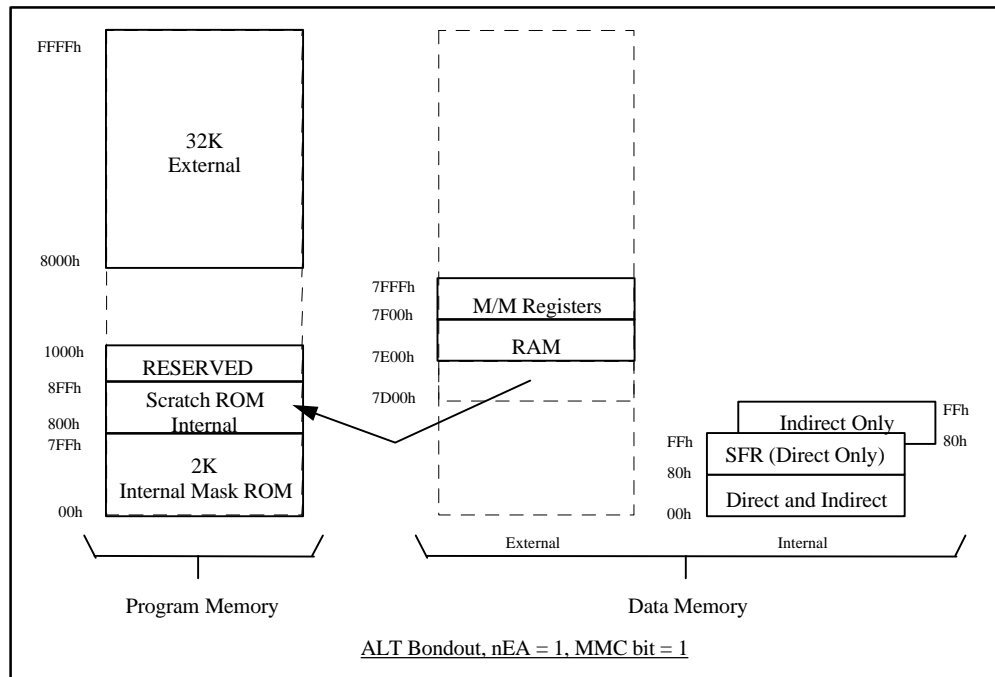 FFFFh
32K
External
8000h
1000h
RESERVED
8FFh
Scratch ROM
Internal
800h
7FFh
2K
Internal Mask ROM
00h
7FFFh
M/M Registers
7F00h
RAM
7E00h
7D00h
Indirect Only
FFh
80h
FFh
SFR (Direct Only)
80h
Direct and Indirect
00h
External
Internal
Program Memory
Data Memory
ALT Bondout, nEA = 1, MMC bit = 1